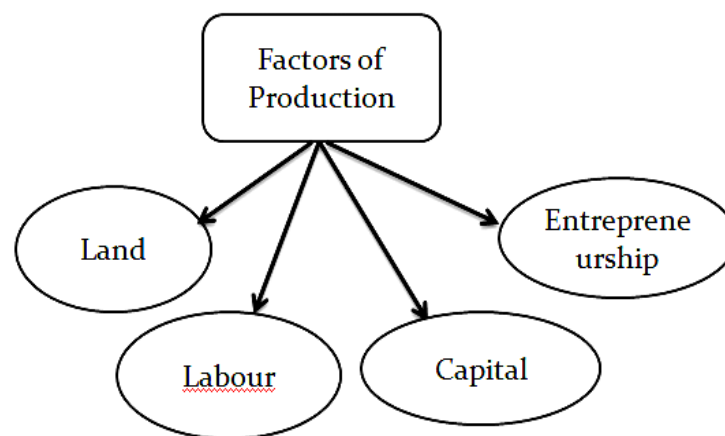 Factors of
Production
Land
Entreprene
urship
Labour
Capital